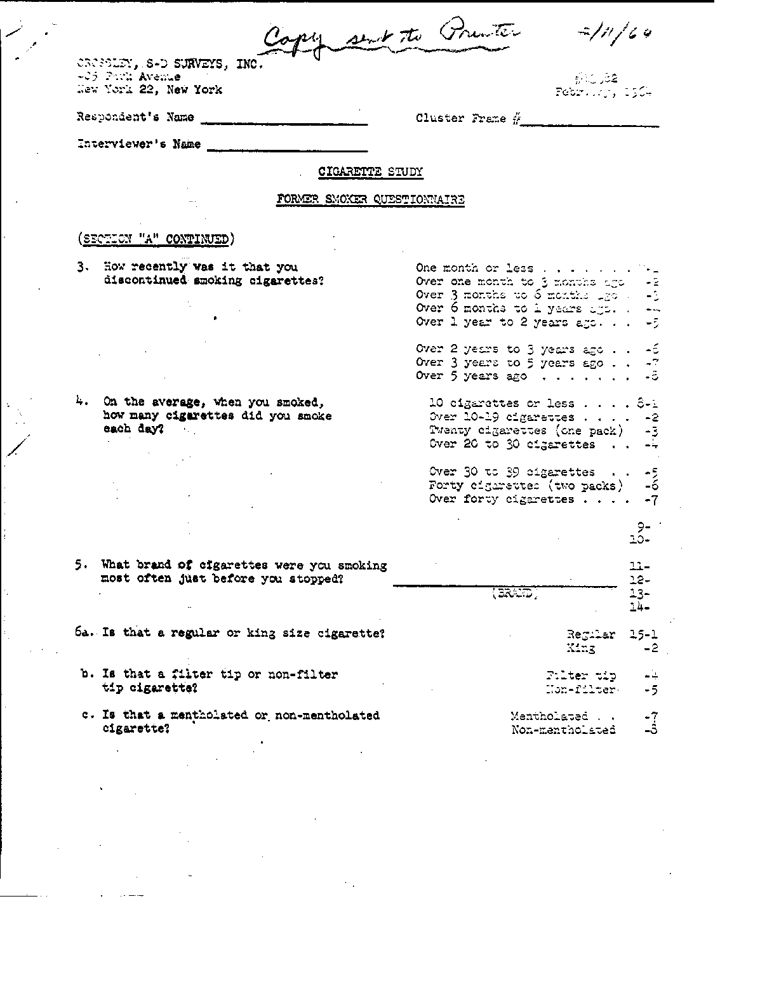 Copy sent to Printer 2/11/64
CROSSLEY, S-D SURVEYS, INC.
Park Avenue
New York 22, New York
February, 1964
Respondent's Name
Cluster Frame #
Interviewer's Name
CIGARETTE STUDY
FORMER SMOKER QUESTIONNAIRE
(SECTION "A" CONTINUED)
3. How recently was it that you
discontinued smoking cigarettes?
One month or less . . . . . . .
Over one month to 3 months ago -2
Over 3 months to 6 months ago . -3
Over 6 months to 1 years ago. . -4
Over 1 year to 2 years ago. . . -5
Over 2 years to 3 years ago . . -6
Over 3 years to 5 years ago . . -7
Over 5 years ago . . . . . . . -8
4. On the average, when you smoked,
how many cigarettes did you smoke
each day?
10 cigarettes or less . . . . 8-1
Over 10-19 cigarettes . . . . -2
Twenty cigarettes (one pack) -3
Over 20 to 30 cigarettes . . -4
Over 30 to 39 cigarettes . . -5
Forty cigarettes (two packs) -6
Over forty cigarettes . . . . -7
9-
10-
5. What brand of cigarettes were you smoking
most often just before you stopped?
(BRAND)
11-
12-
13-
14-
6a. Is that a regular or king size cigarette?
Regular 15-1
King -2
b. Is that a filter tip or non-filter
tip cigarette?
Filter tip -4
Non-filter -5
c. Is that a mentholated or non-mentholated
cigarette?
Mentholated . . -7
Non-mentholated -8